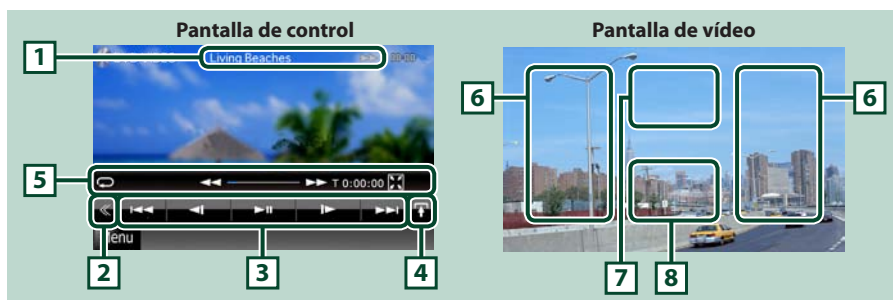 Pantalla de control
Pantalla de vídeo
1
Living Beaches
6
6
5
T 0:00:00
Menu
2
3
4
7
8